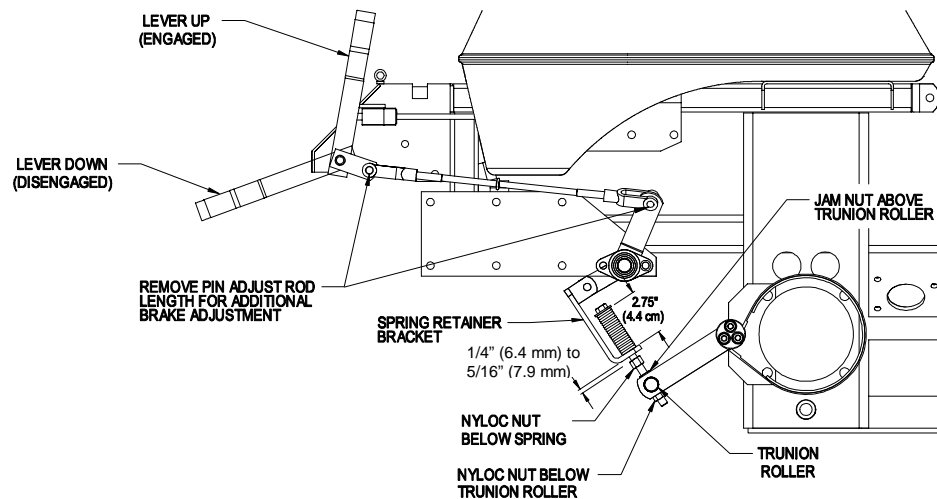 LEVER UP
(ENGAGED)
LEVER DOWN
(DISENGAGED)
JAM NUT ABOVE
TRUNION ROLLER
REMOVE PIN ADJUST ROD
LENGTH FOR ADDITIONAL
BRAKE ADJUSTMENT
2.75"
(4.4 cm)
SPRING RETAINER
BRACKET
1/4” (6.4 mm) to
5/16” (7.9 mm)
NYLOC NUT
BELOW SPRING
TRUNION
ROLLER
NYLOC NUT BELOW
TRUNION ROLLER